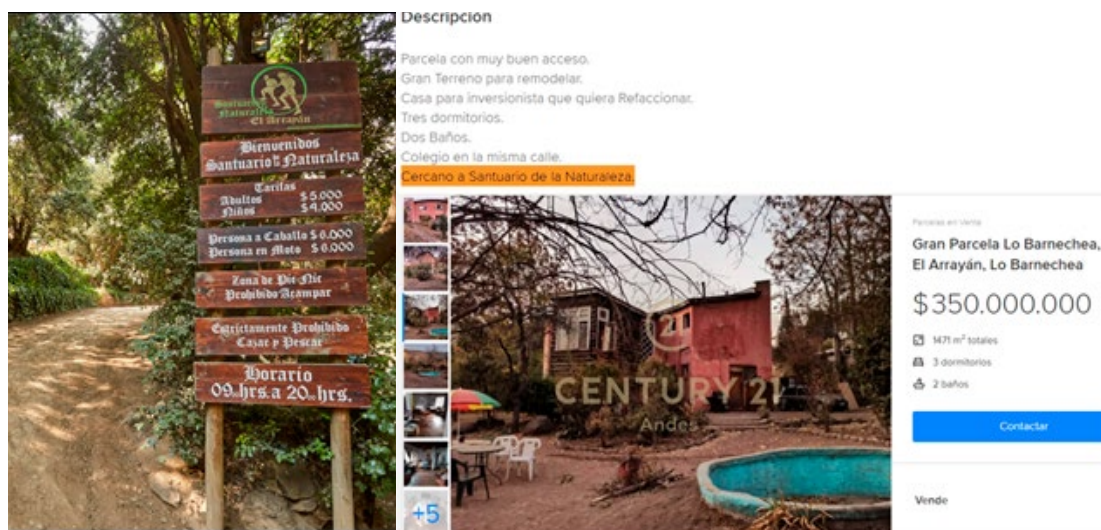 Santuario de la
Naturaleza
El Arrayán
Bienvenidos
Santuario de la Naturaleza
Tarifas
Adultos $5.000
Niños $4.000
Persona a Caballo $6.000
Persona en Moto $6.000
Zona de Pic Nic
Prohibido Acampar
Estrictamente Prohibido
Cazar y Pescar
Horario
09:00 hrs. a 20:00 hrs.
Descripción
Parcela con muy buen acceso.
Gran Terreno para remodelar.
Casa para inversionista que quiera Refaccionar.
Tres dormitorios.
Dos Baños.
Colegio en la misma calle.
Cercano a Santuario de la Naturaleza.
+5
21
CENTURY 21
Andes
Parcelas en Venta
Gran Parcela Lo Barnechea,
El Arrayán, Lo Barnechea
$350.000.000
1471 m² totales
3 dormitorios
2 baños
Contactar
Vende